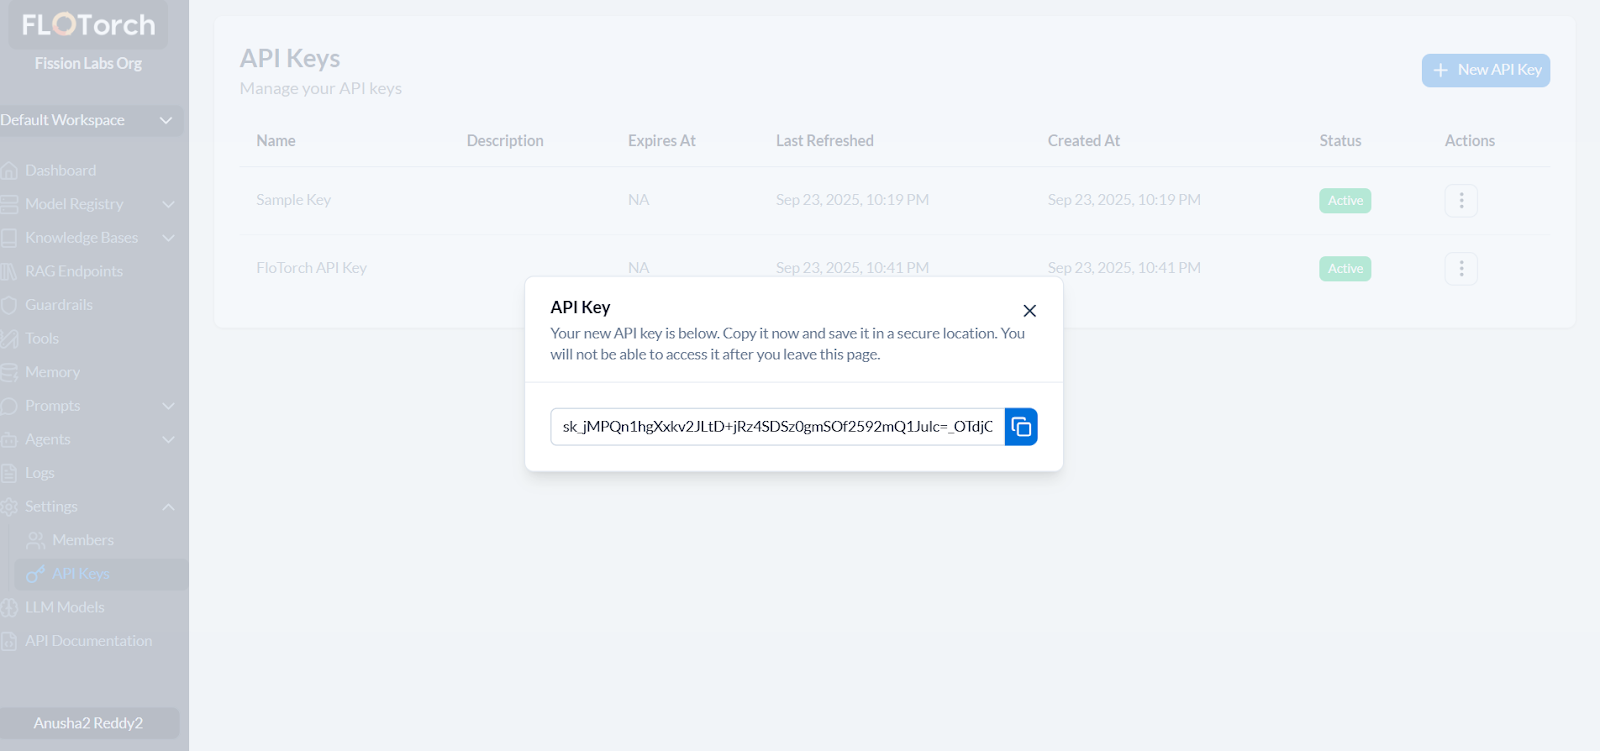 FLOTorch
Fission Labs Org
Default Workspace
Dashboard
Model Registry
Knowledge Bases
RAG Endpoints
Guardrails
Tools
Memory
Prompts
Agents
Logs
Settings
Members
API Keys
LLM Models
API Documentation
Anusha2 Reddy2
API Keys
Manage your API keys
New API Key
Name Description Expires At Last Refreshed Created At Status Actions
Sample Key NA Sep 23, 2025, 10:19 PM Sep 23, 2025, 10:19 PM Active
FloTorch API Key NA Sep 23, 2025, 10:41 PM Sep 23, 2025, 10:41 PM Active
API Key
Your new API key is below. Copy it now and save it in a secure location. You
will not be able to access it after you leave this page.
sk_jMPQn1hgXxkv2JLtD+jRz4SDSz0gmSOf2592mQ1Julc=_OTdjC